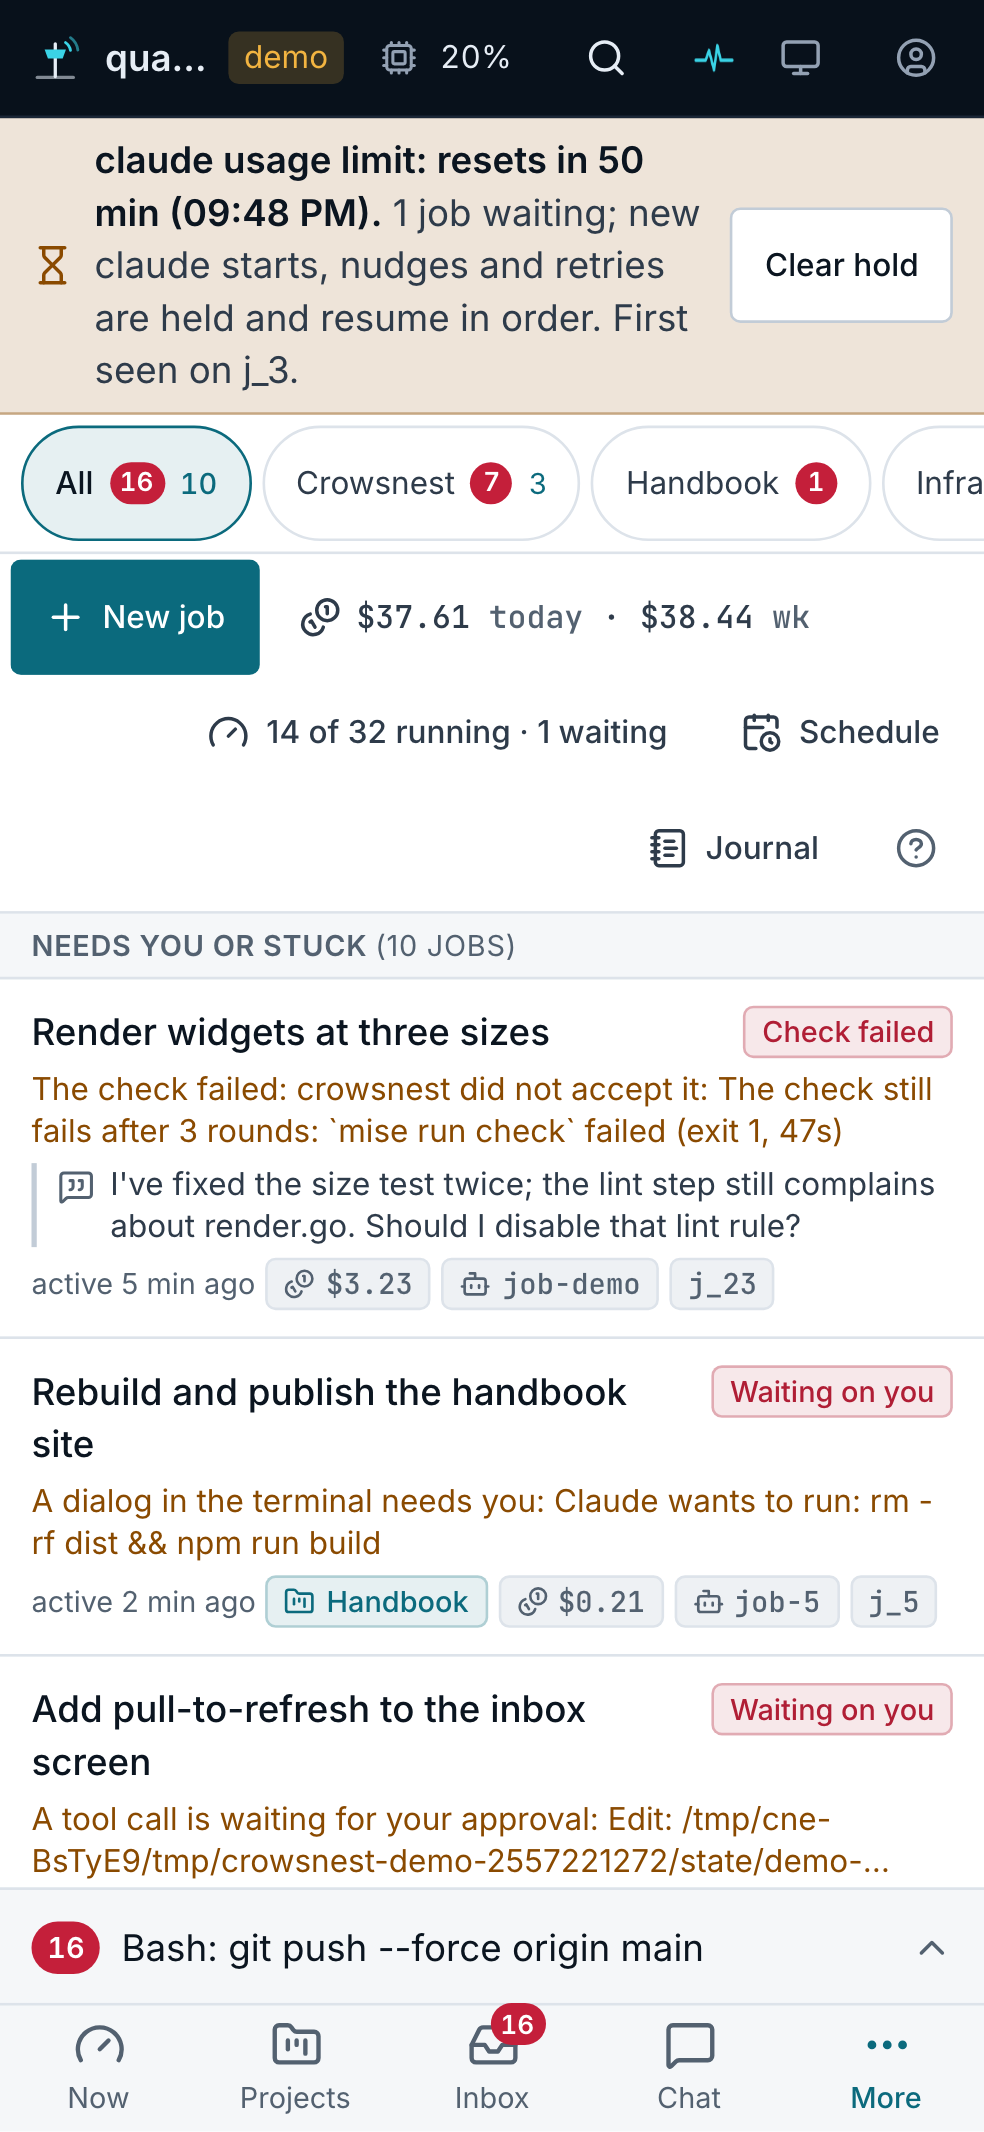 qua...
demo
20%
claude usage limit: resets in 50
min (09:48 PM). 1 job waiting; new
claude starts, nudges and retries
are held and resume in order. First
seen on j_3.
Clear hold
All 16 10
Crowsnest 7 3
Handbook 1
Infra
+ New job
$37.61 today · $38.44 wk
14 of 32 running · 1 waiting
Schedule
Journal
NEEDS YOU OR STUCK (10 JOBS)
Render widgets at three sizes
Check failed
The check failed: crowsnest did not accept it: The check still
fails after 3 rounds: `mise run check` failed (exit 1, 47s)
I've fixed the size test twice; the lint step still complains
about render.go. Should I disable that lint rule?
active 5 min ago
$3.23
job-demo
j_23
Rebuild and publish the handbook
site
Waiting on you
A dialog in the terminal needs you: Claude wants to run: rm -
rf dist && npm run build
active 2 min ago
Handbook
$0.21
job-5
j_5
Add pull-to-refresh to the inbox
screen
Waiting on you
A tool call is waiting for your approval: Edit: /tmp/cne-
BsTyE9/tmp/crowsnest-demo-2557221272/state/demo-...
16 Bash: git push --force origin main
16
Now
Projects
Inbox
Chat
More